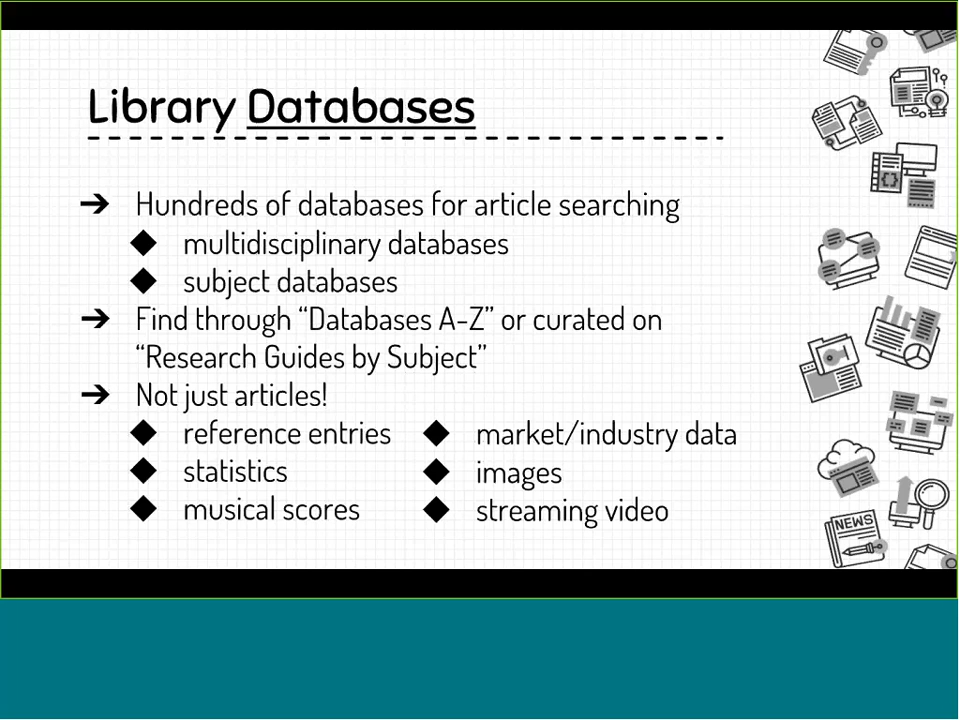 Library Databases
➔ Hundreds of databases for article searching
◆ multidisciplinary databases
◆ subject databases
➔ Find through “Databases A-Z” or curated on
“Research Guides by Subject”
➔ Not just articles!
◆ reference entries
◆ statistics
◆ musical scores
◆ market/industry data
◆ images
◆ streaming video
NEWS